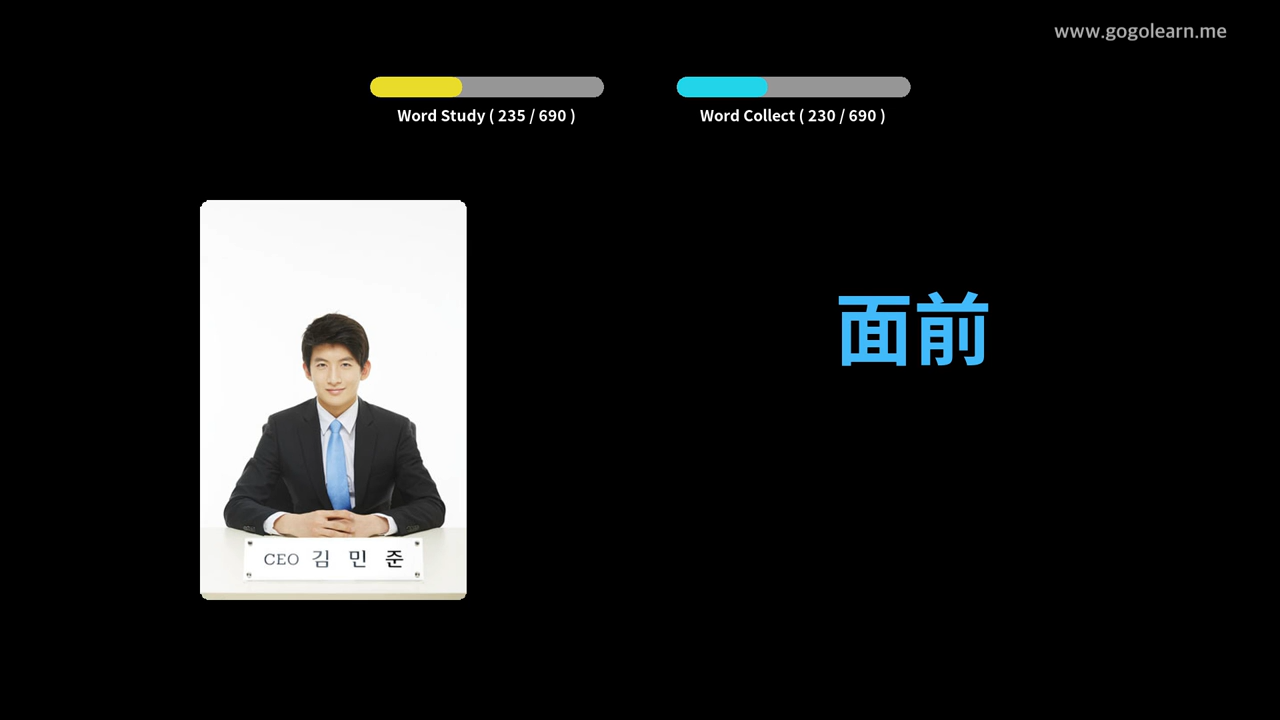 www.gogolearn.me
Word Study ( 235 / 690 )
Word Collect ( 230 / 690 )
面前
CEO 김 민 준